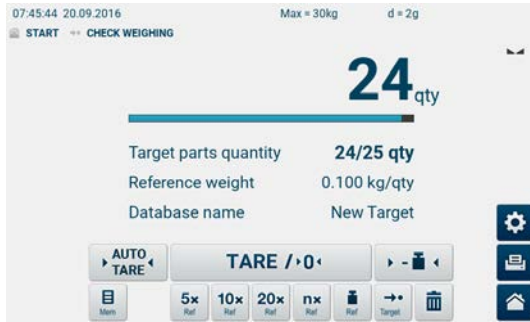 07:45:44 20.09.2016 Max = 30kg d = 2g
START CHECK WEIGHING
24 qty
Target parts quantity 24/25 qty
Reference weight 0.100 kg/qty
Database name New Target
AUTO TARE
TARE / 0
-
Mem
5x Ref
10x Ref
20x Ref
nx Ref
Ref
Target